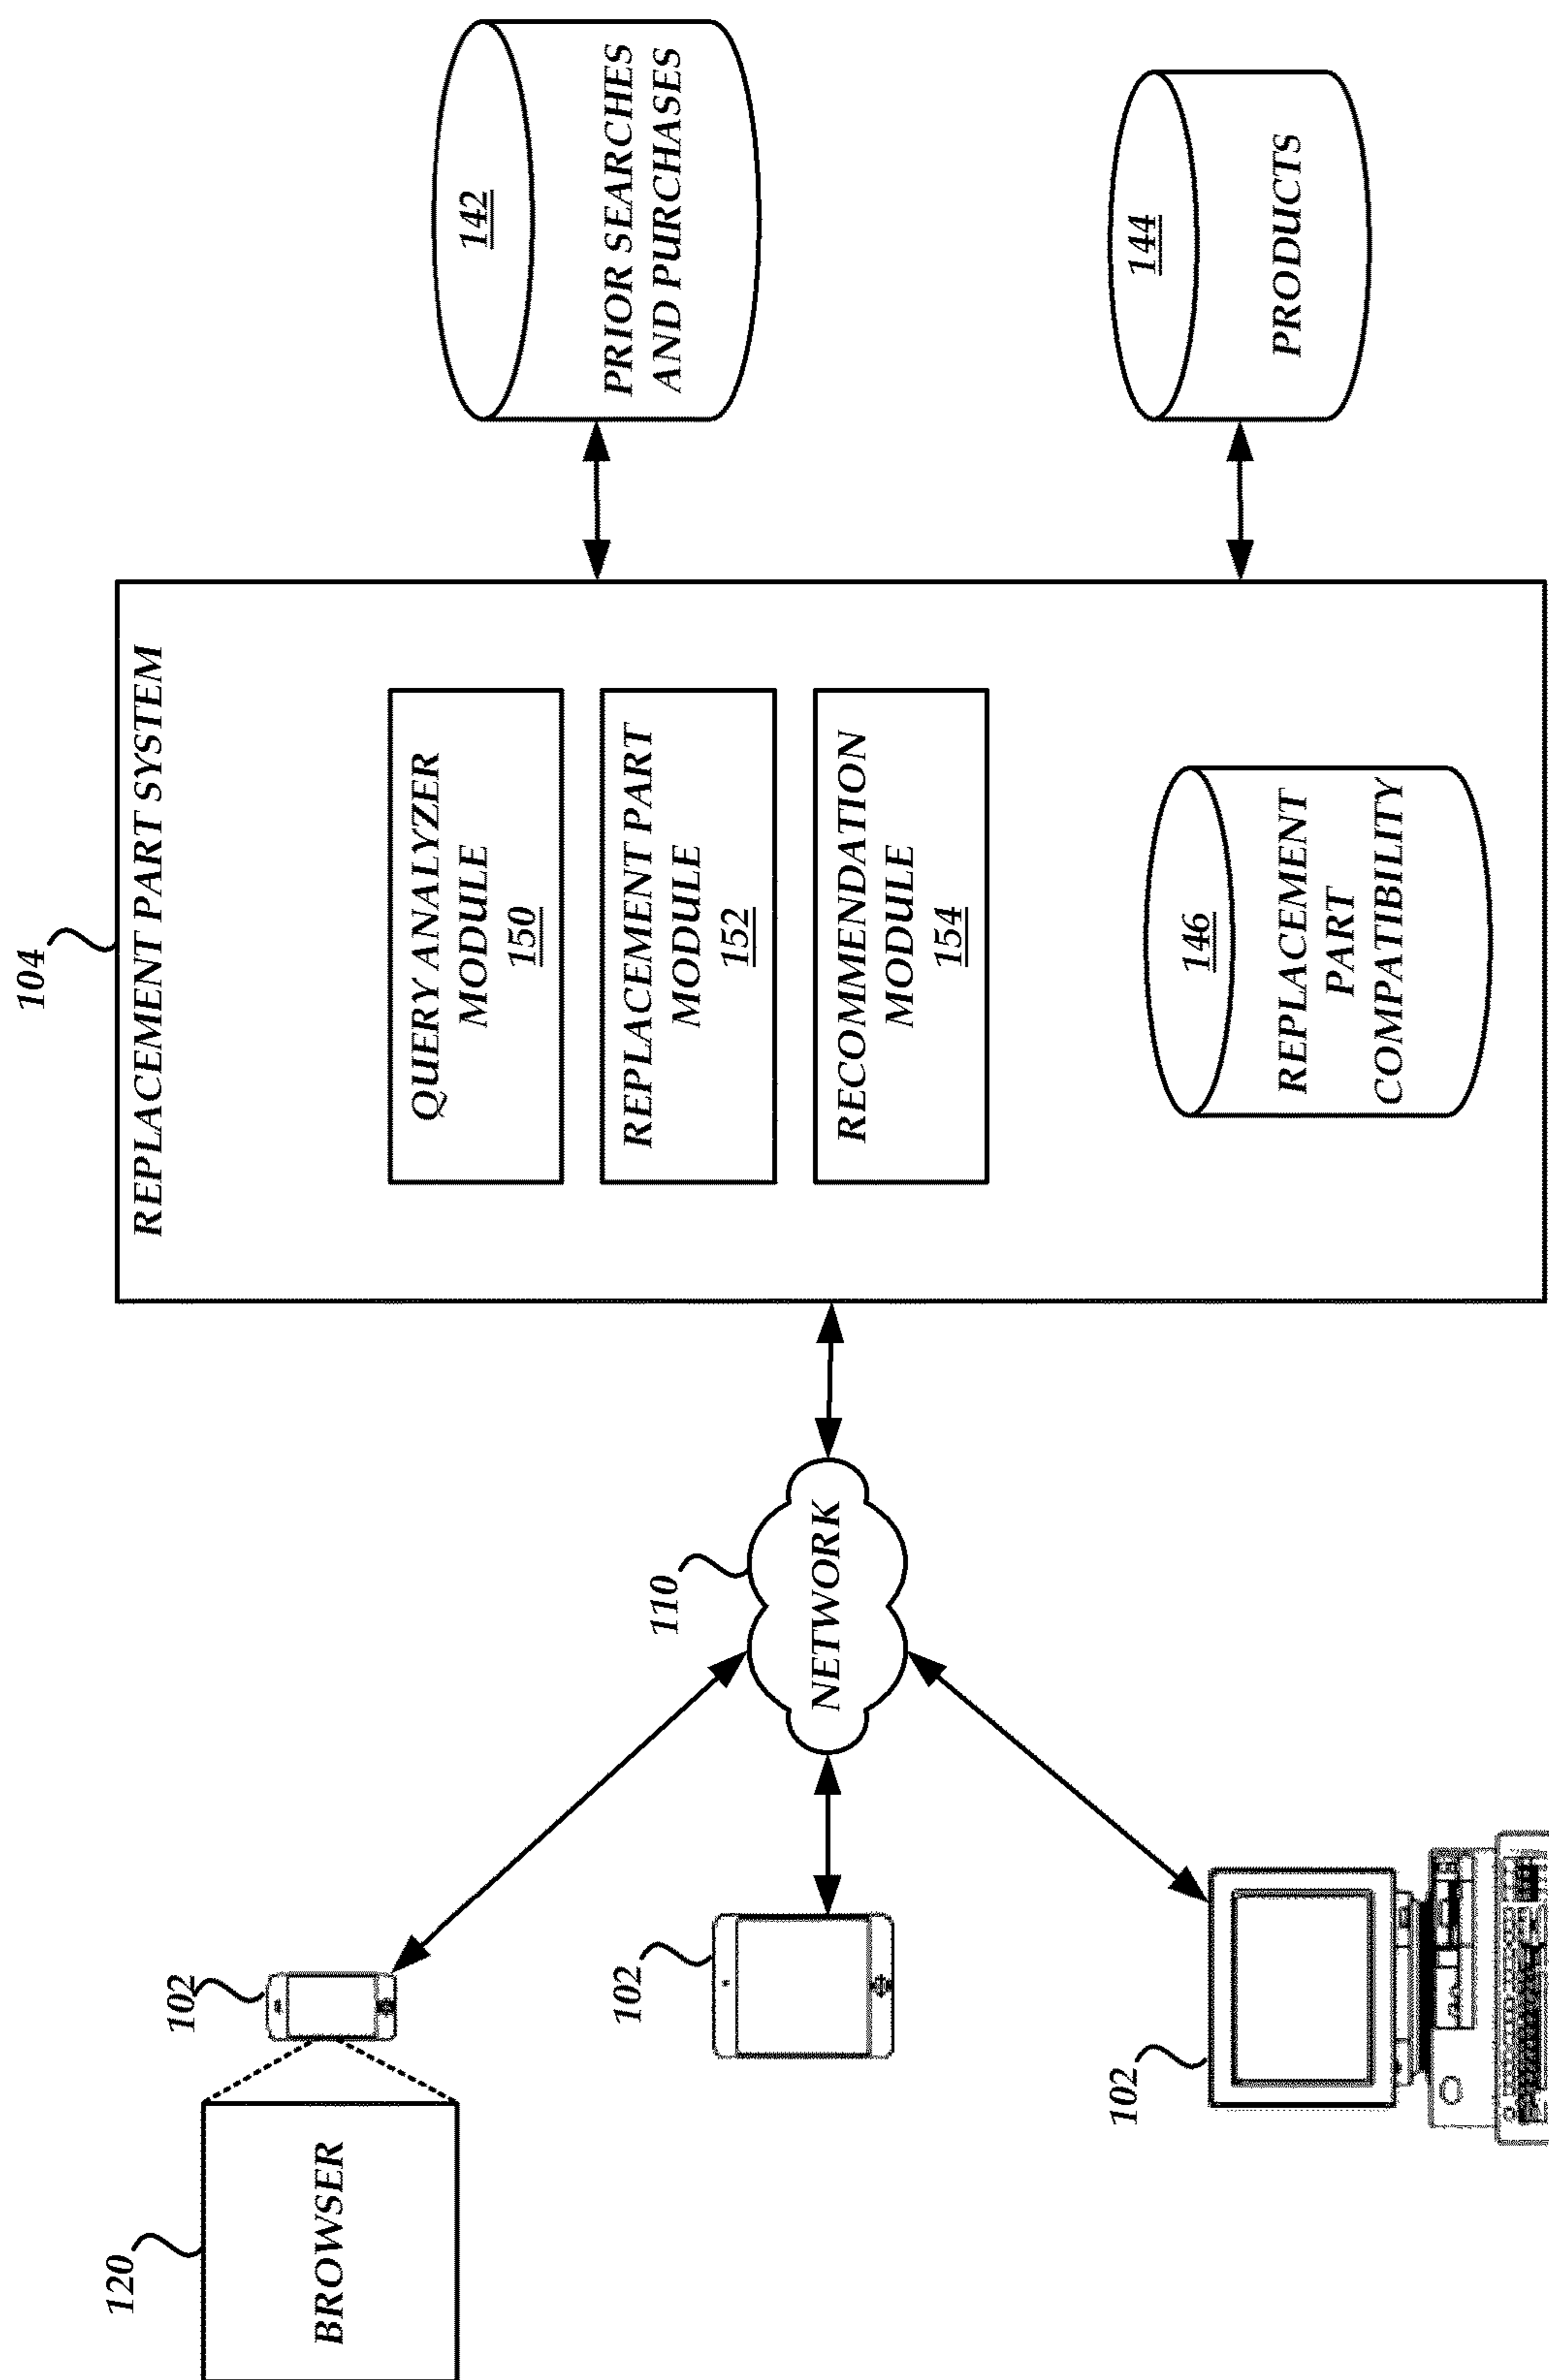 120
BROWSER
102
102
102
110
NETWORK
104
REPLACEMENT PART SYSTEM
QUERY ANALYZER
MODULE
150
REPLACEMENT PART
MODULE
152
RECOMMENDATION
MODULE
154
146
REPLACEMENT
PART
COMPATIBILITY
142
PRIOR SEARCHES
AND PURCHASES
144
PRODUCTS